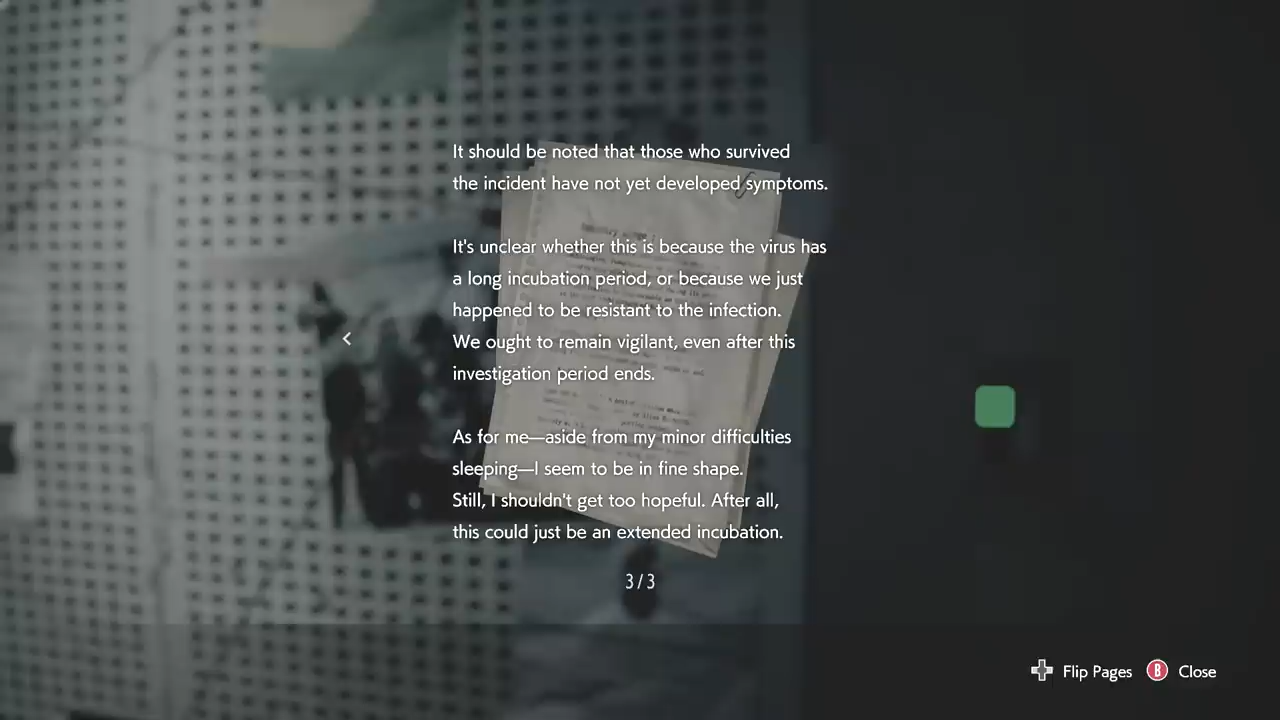 It should be noted that those who survived
the incident have not yet developed symptoms.
It's unclear whether this is because the virus has
a long incubation period, or because we just
happened to be resistant to the infection.
We ought to remain vigilant, even after this
investigation period ends.
As for me—aside from my minor difficulties
sleeping—I seem to be in fine shape.
Still, I shouldn't get too hopeful. After all,
this could just be an extended incubation.
3/3
Flip Pages B Close